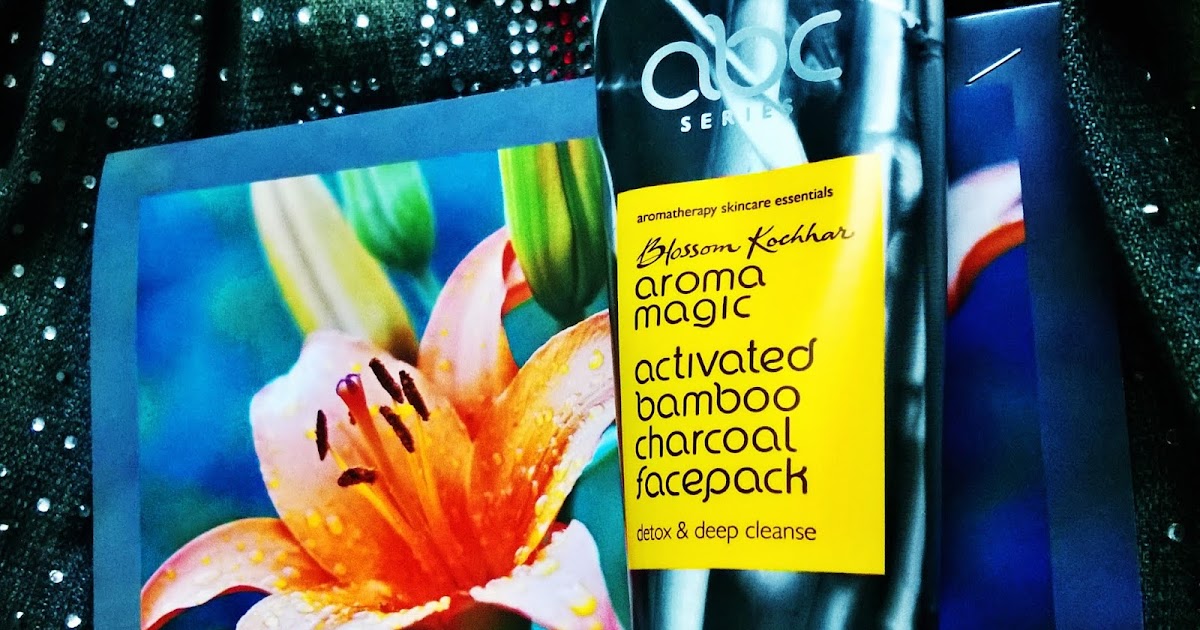 abc
SERIES
aromatherapy skincare essentials
Blossom Kochhar
aroma
magic
activated
bamboo
charcoal
facepack
detox & deep cleanse